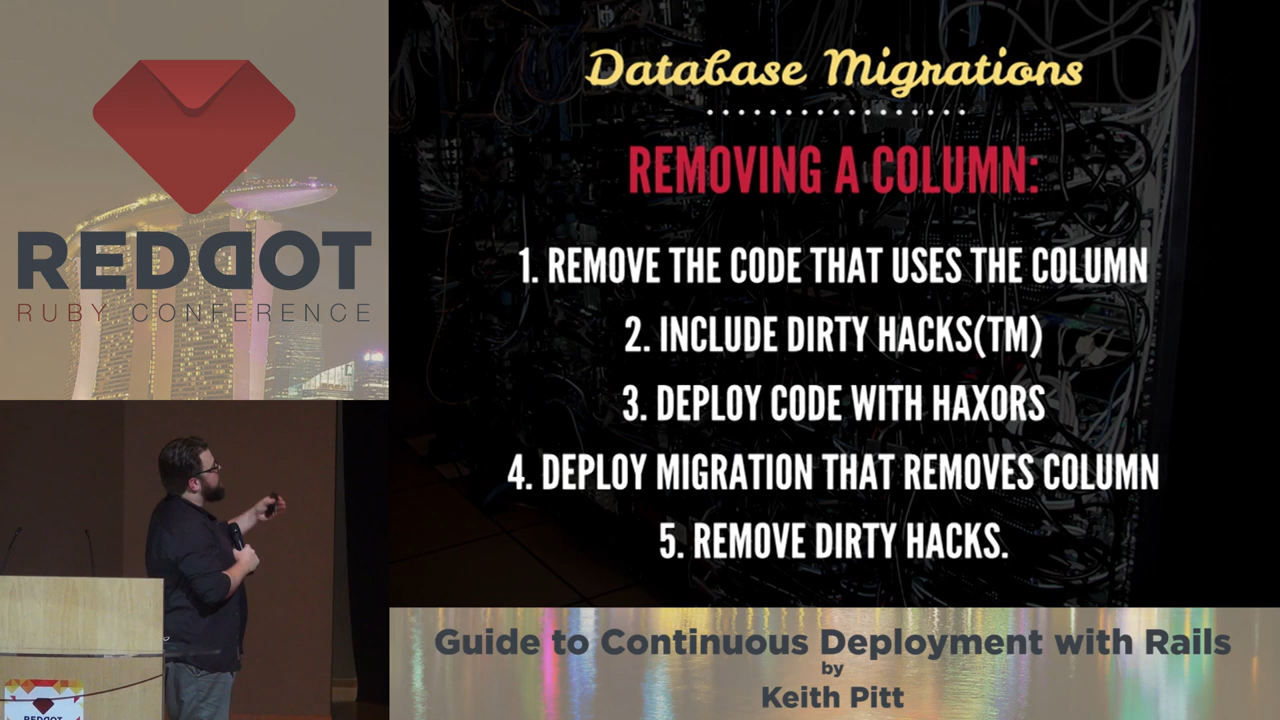 REDDOT
RUBY CONFERENCE
Database Migrations
REMOVING A COLUMN:
1. REMOVE THE CODE THAT USES THE COLUMN
2. INCLUDE DIRTY HACKS(TM)
3. DEPLOY CODE WITH HAXORS
4. DEPLOY MIGRATION THAT REMOVES COLUMN
5. REMOVE DIRTY HACKS.
REDDOT
Guide to Continuous Deployment with Rails
by
Keith Pitt